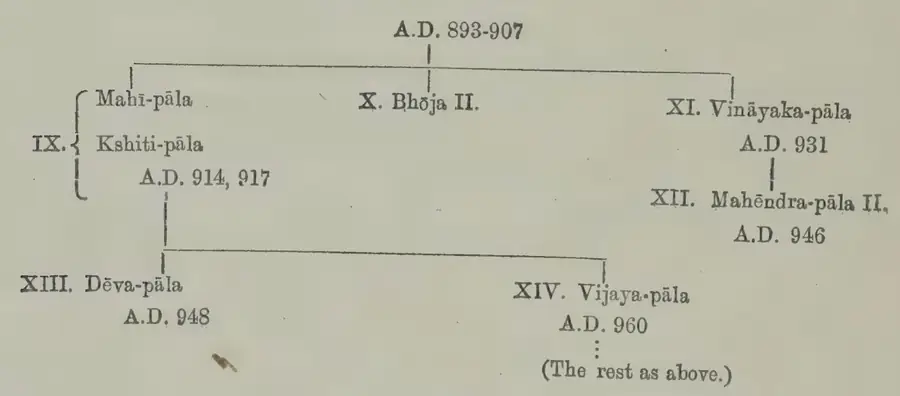 A.D. 893-907
Mahī-pāla
X. Bhōja II.
XI. Vināyaka-pāla
IX. { Kshiti-pāla
A.D. 931
A.D. 914, 917
XII. Mahēndra-pāla II,
A.D. 946
XIII. Dēva-pāla
XIV. Vijaya-pāla
A.D. 948
A.D. 960
(The rest as above.)